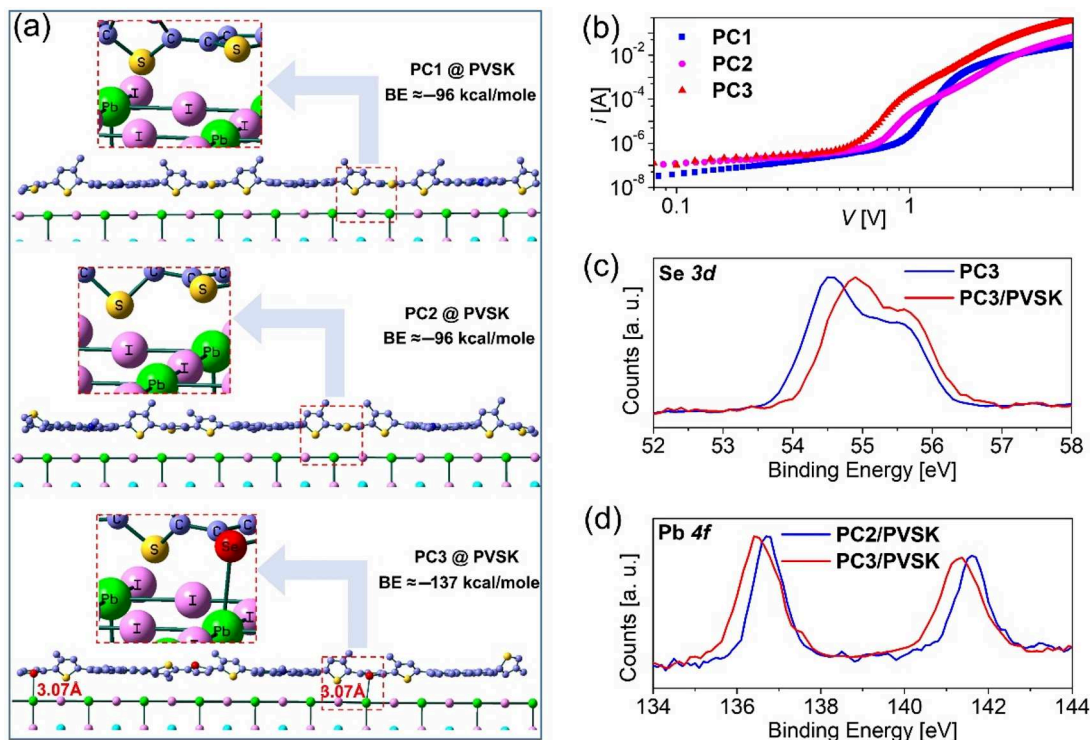 (a)
C
C
C
C
S
S
I
Pb
I
I
I
Pb
PC1 @ PVSK
BE ≈–96 kcal/mole
C
C
C
S
S
I
Pb
I
Pb
PC2 @ PVSK
BE ≈–96 kcal/mole
C
C
C
S
Se
Pb
I
I
I
I
Pb
PC3 @ PVSK
BE ≈–137 kcal/mole
3.07Å
3.07Å
(b)
i [A]
10⁻²
10⁻⁴
10⁻⁶
10⁻⁸
PC1
PC2
PC3
0.1
1
V [V]
(c)
Se 3d
PC3
PC3/PVSK
Counts [a. u.]
52
53
54
55
56
57
58
Binding Energy [eV]
(d)
Pb 4f
PC2/PVSK
PC3/PVSK
Counts [a. u.]
134
136
138
140
142
144
Binding Energy [eV]